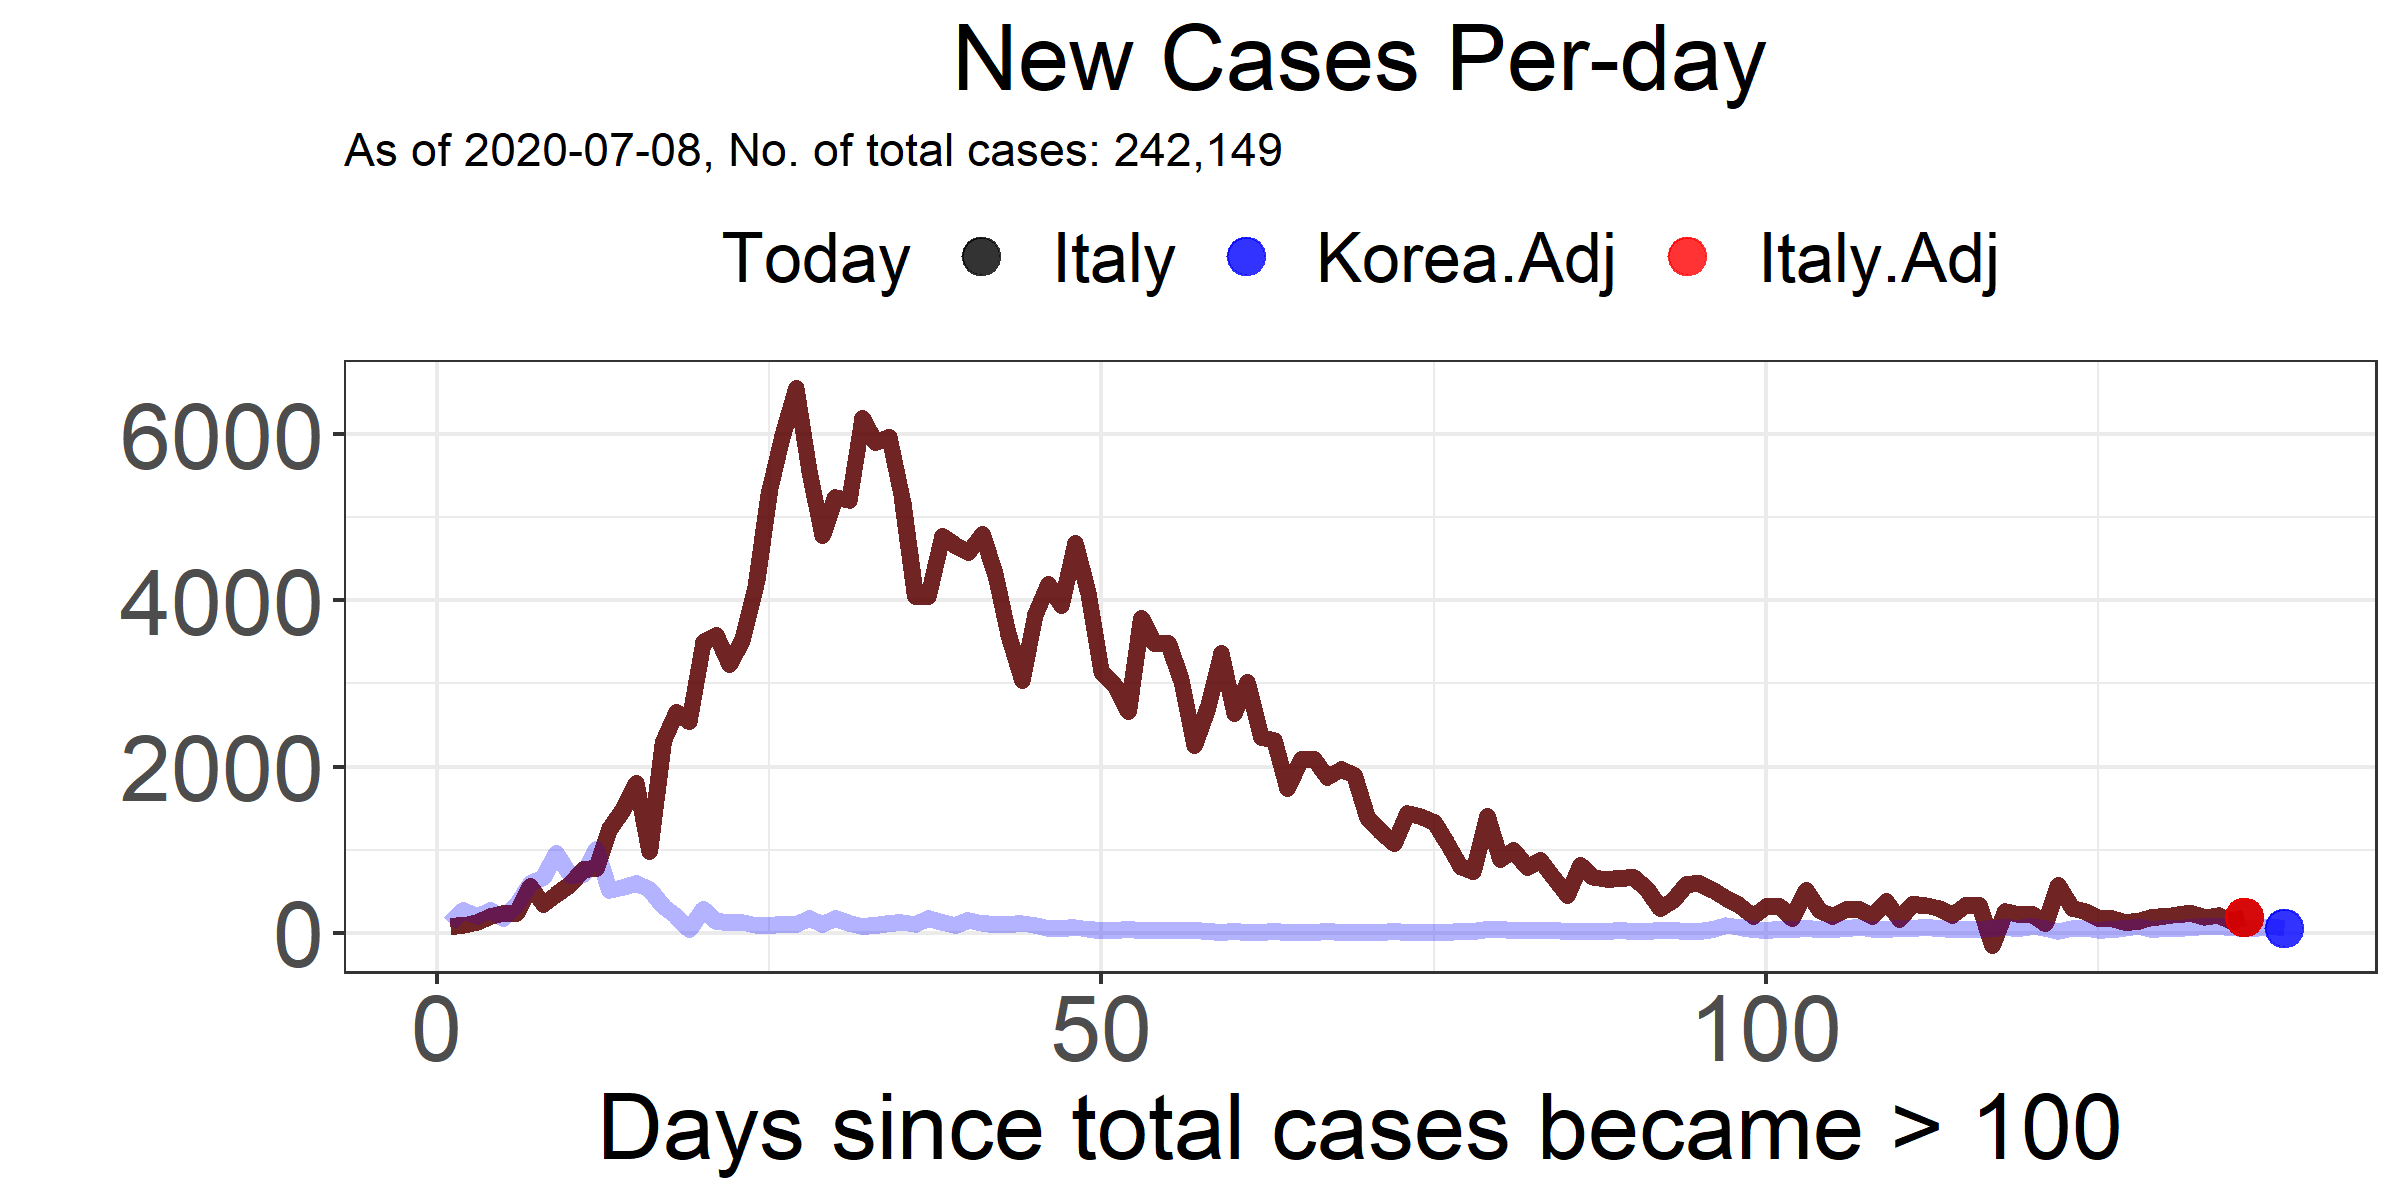 New Cases Per-day
As of 2020-07-08, No. of total cases: 242,149
Today Italy Korea.Adj Italy.Adj
6000
4000
2000
0
0 50 100
Days since total cases became > 100